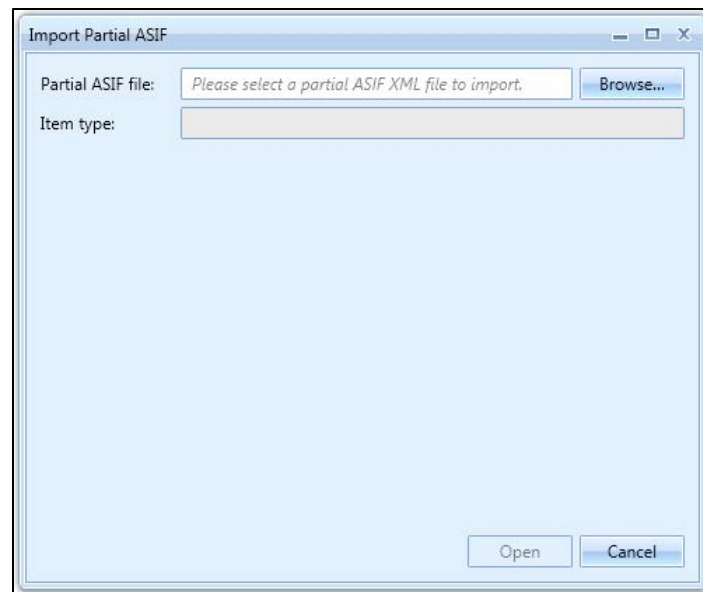 Import Partial ASIF
Partial ASIF file: Please select a partial ASIF XML file to import. Browse...
Item type:
Open Cancel